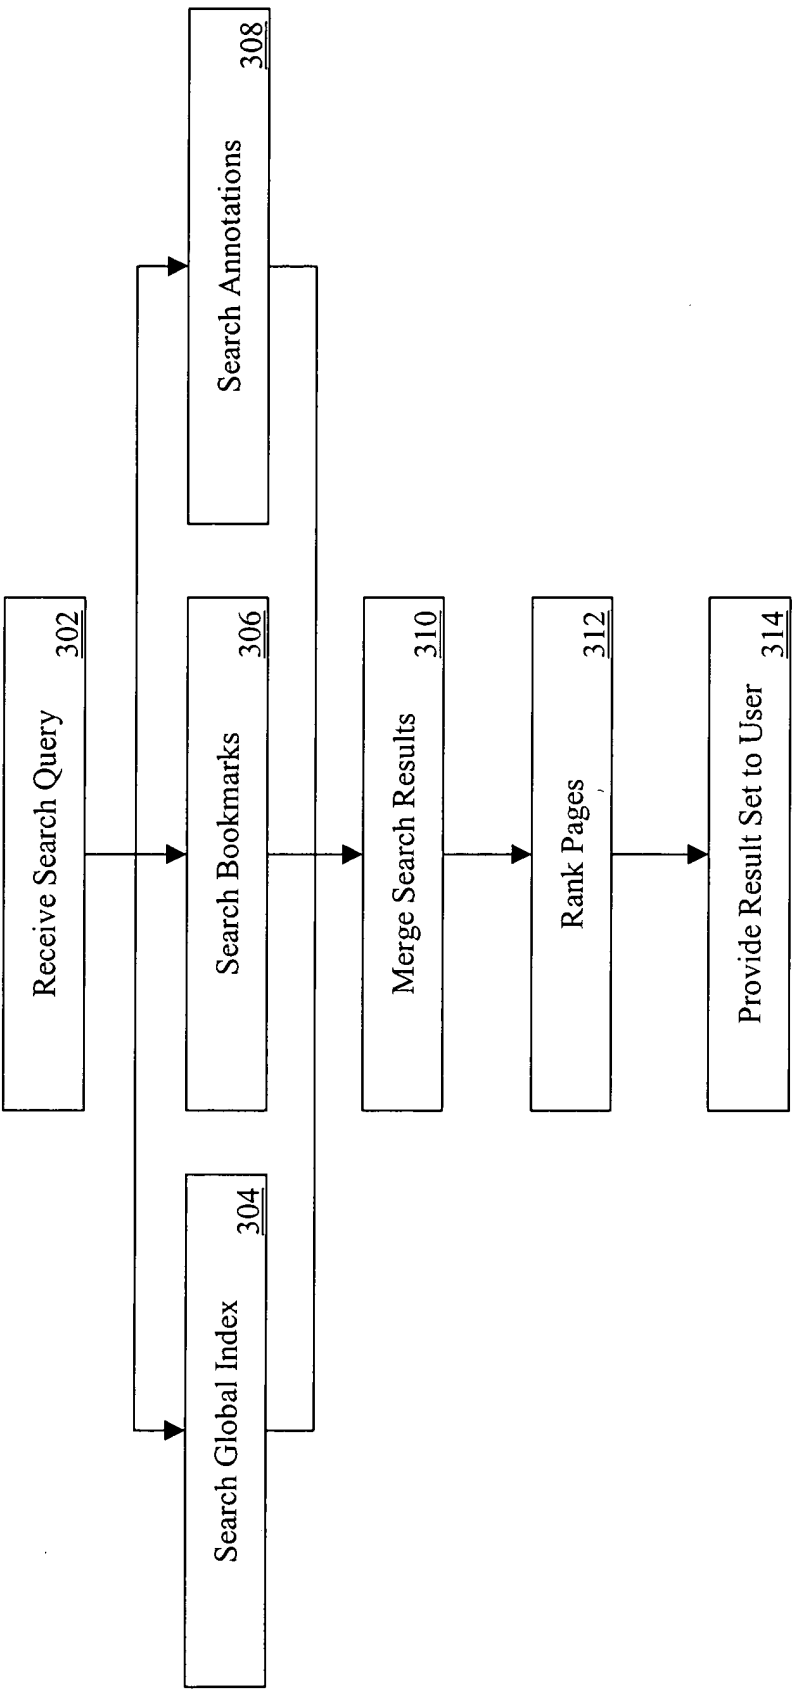 Receive Search Query
302
Search Global Index
304
Search Bookmarks
306
Search Annotations
308
Merge Search Results
310
Rank Pages
312
Provide Result Set to User
314